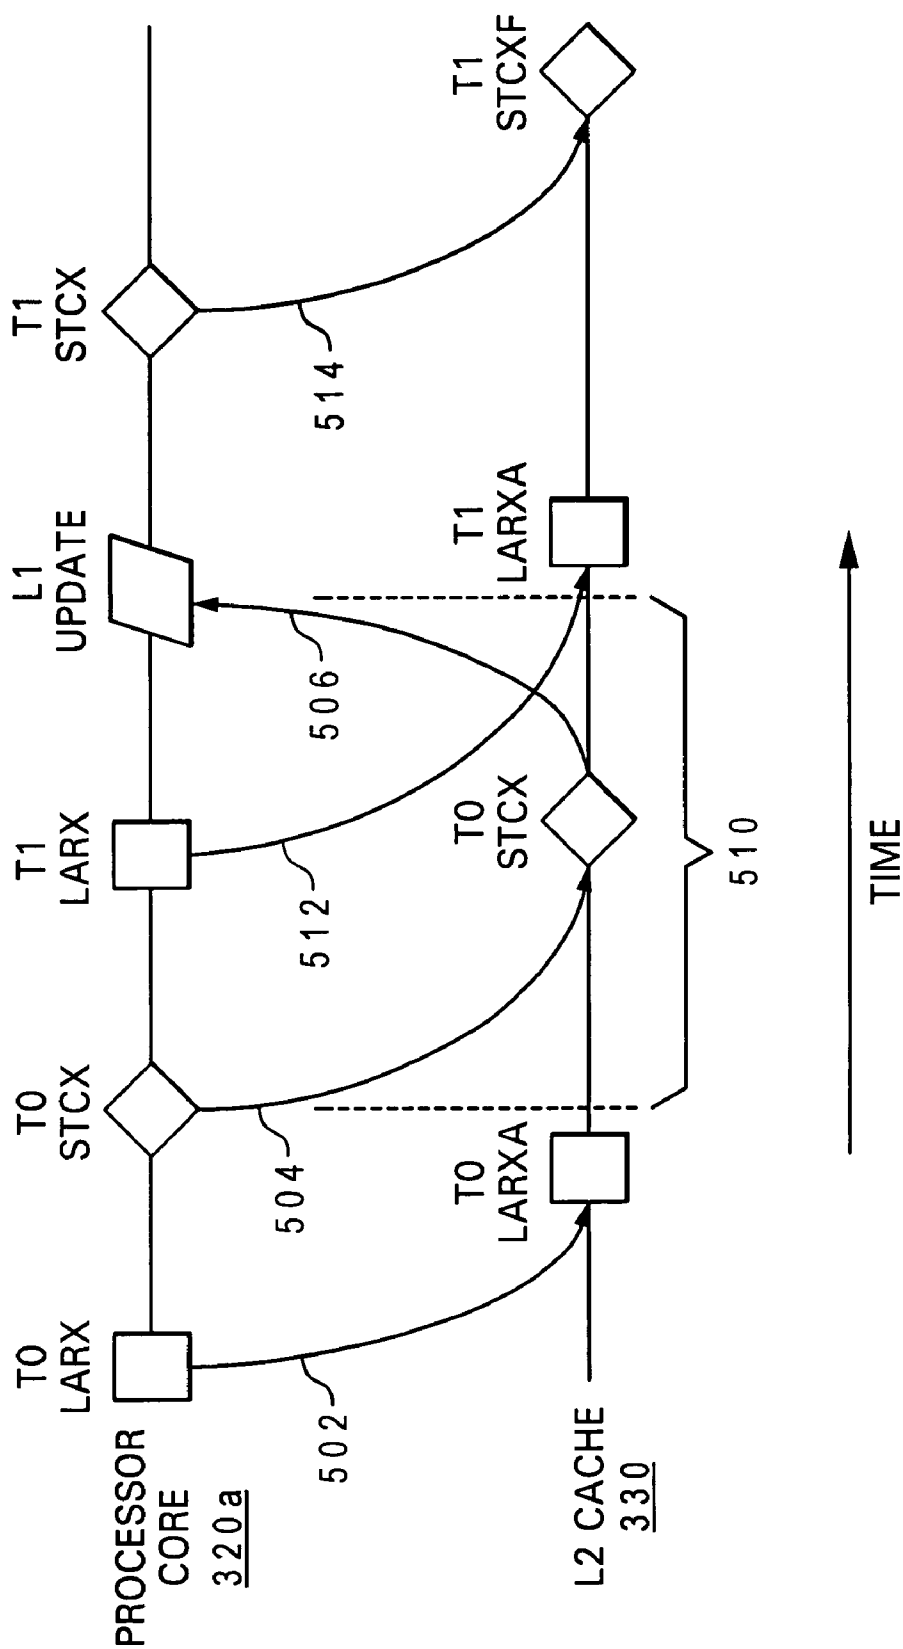 PROCESSOR
CORE
320a
T0
LARX
T0
STCX
T1
LARX
L1
UPDATE
T1
STCX
502
504
512
506
514
L2 CACHE
330
T0
LARXA
T0
STCX
T1
LARXA
T1
STCXF
510
TIME